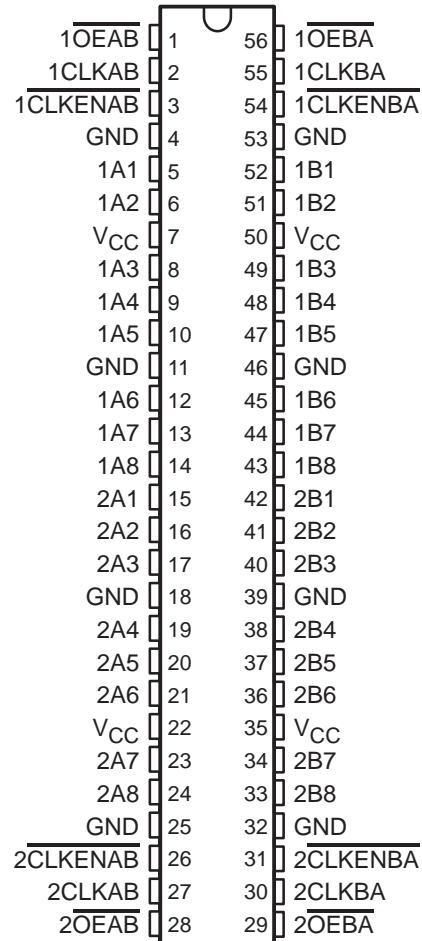 1OEAB 1 56 1OEBA
1CLKAB 2 55 1CLKBA
1CLKENAB 3 54 1CLKENBA
GND 4 53 GND
1A1 5 52 1B1
1A2 6 51 1B2
VCC 7 50 VCC
1A3 8 49 1B3
1A4 9 48 1B4
1A5 10 47 1B5
GND 11 46 GND
1A6 12 45 1B6
1A7 13 44 1B7
1A8 14 43 1B8
2A1 15 42 2B1
2A2 16 41 2B2
2A3 17 40 2B3
GND 18 39 GND
2A4 19 38 2B4
2A5 20 37 2B5
2A6 21 36 2B6
VCC 22 35 VCC
2A7 23 34 2B7
2A8 24 33 2B8
GND 25 32 GND
2CLKENAB 26 31 2CLKENBA
2CLKAB 27 30 2CLKBA
2OEAB 28 29 2OEBA